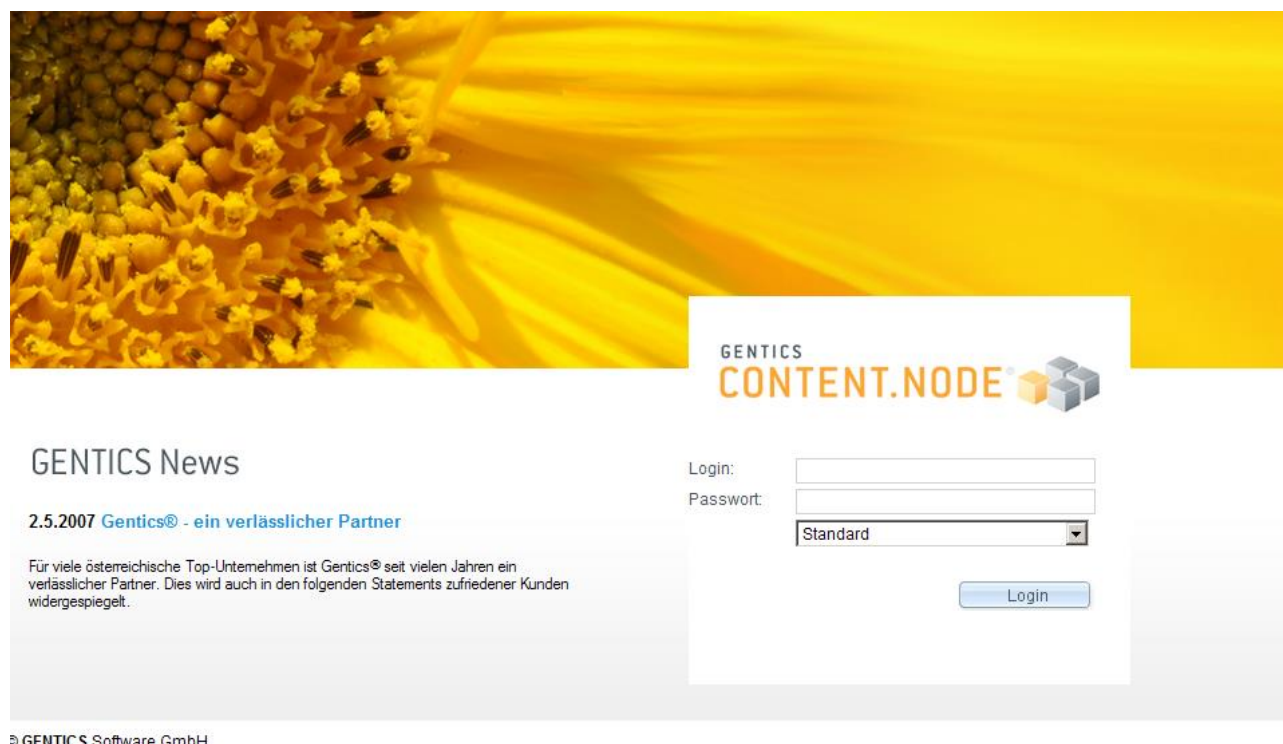 GENTICS
CONTENT.NODE®
GENTICS News
2.5.2007 Gentics® - ein verlässlicher Partner
Für viele österreichische Top-Unternehmen ist Gentics® seit vielen Jahren ein
verlässlicher Partner. Dies wird auch in den folgenden Statements zufriedener Kunden
widergespiegelt.
Login:
Passwort:
Standard
Login
© GENTICS Software GmbH